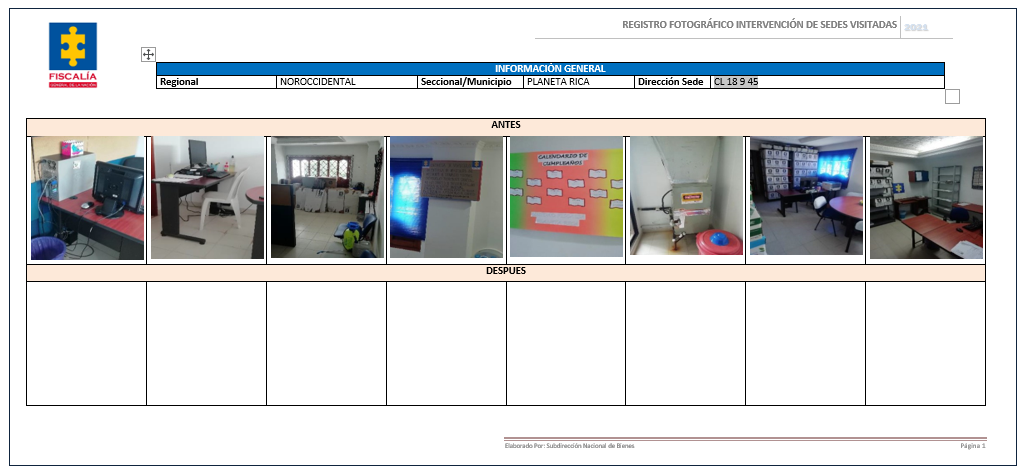 REGISTRO FOTOGRÁFICO INTERVENCIÓN DE SEDES VISITADAS 2021
FISCALÍA
GENERAL DE LA NACIÓN
INFORMACIÓN GENERAL
Regional NOROCCIDENTAL Seccional/Municipio PLANETA RICA Dirección Sede CL 18 9 45
ANTES
CALENDARIO DE
CUMPLEAÑOS
DESPUES
Elaborado Por: Subdirección Nacional de Bienes Página 1